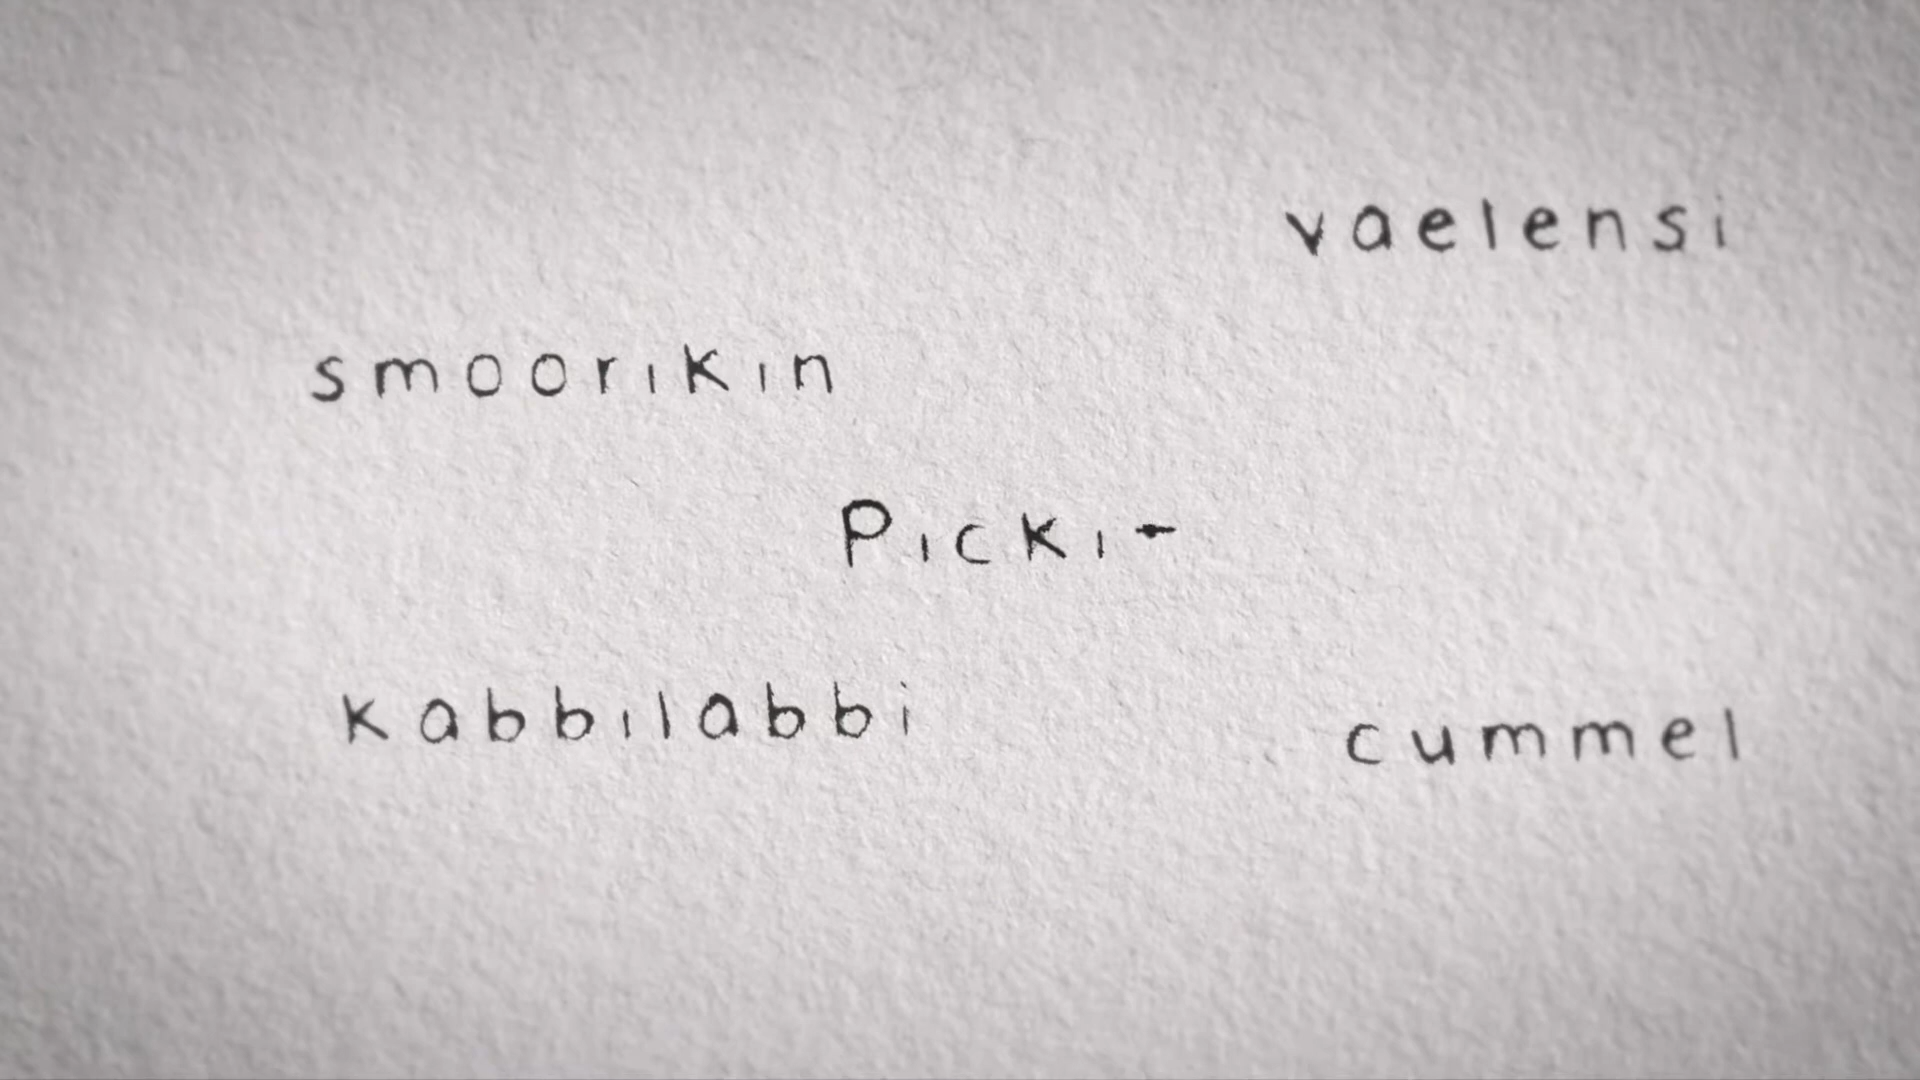 vaelensi
smoorikin
Picki-
kabbilabbi
cummel